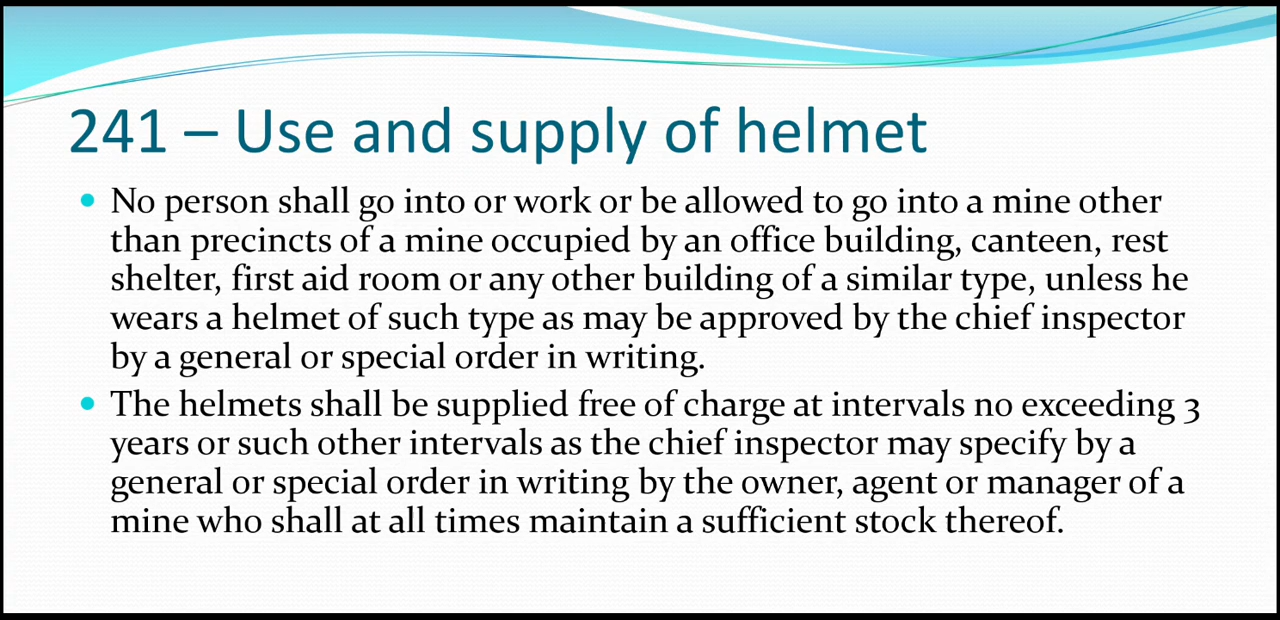 241 – Use and supply of helmet
• No person shall go into or work or be allowed to go into a mine other
than precincts of a mine occupied by an office building, canteen, rest
shelter, first aid room or any other building of a similar type, unless he
wears a helmet of such type as may be approved by the chief inspector
by a general or special order in writing.
• The helmets shall be supplied free of charge at intervals no exceeding 3
years or such other intervals as the chief inspector may specify by a
general or special order in writing by the owner, agent or manager of a
mine who shall at all times maintain a sufficient stock thereof.